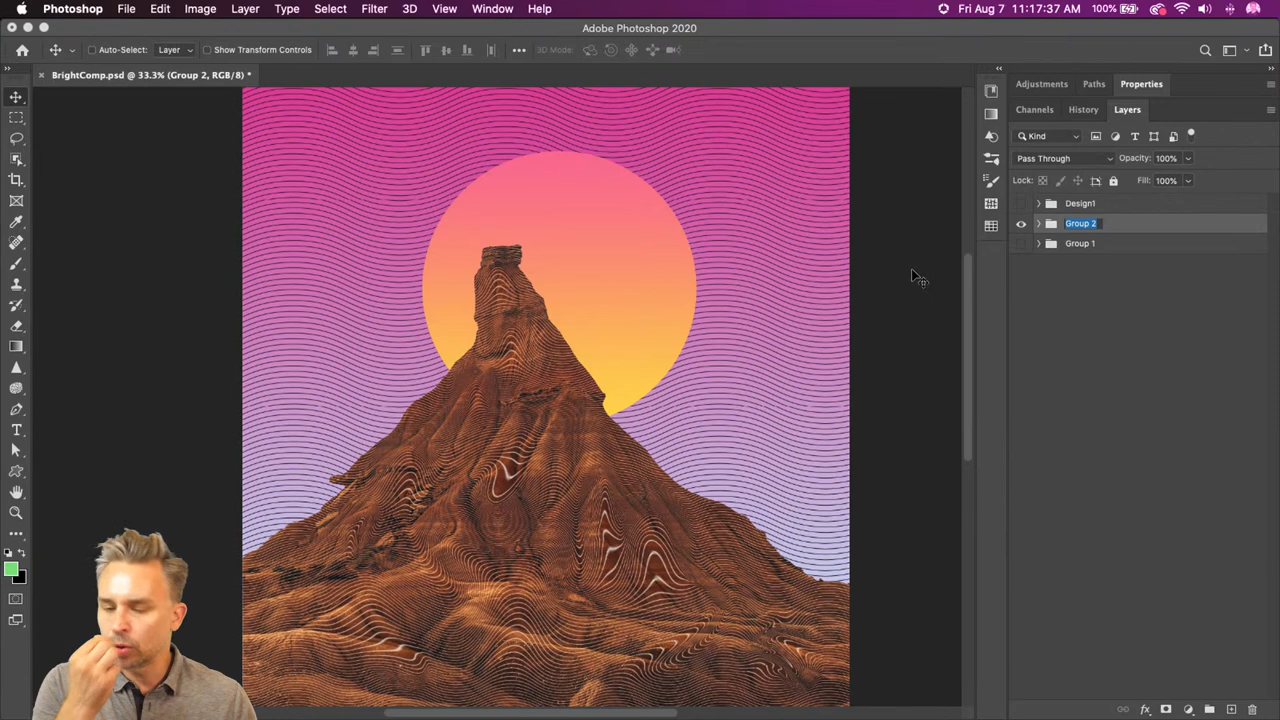 Photoshop File Edit Image Layer Type Select Filter 3D View Window Help 100% Fri Aug 7 11:17:37 AM
Adobe Photoshop 2020
Auto-Select: Layer Show Transform Controls 3D Mode:
BrightComp.psd @ 33.3% (Group 2, RGB/8) *
Adjustments Paths Properties
Channels History Layers
Kind
Pass Through Opacity: 100%
Lock: Fill: 100%
Design1
Group 2
Group 1